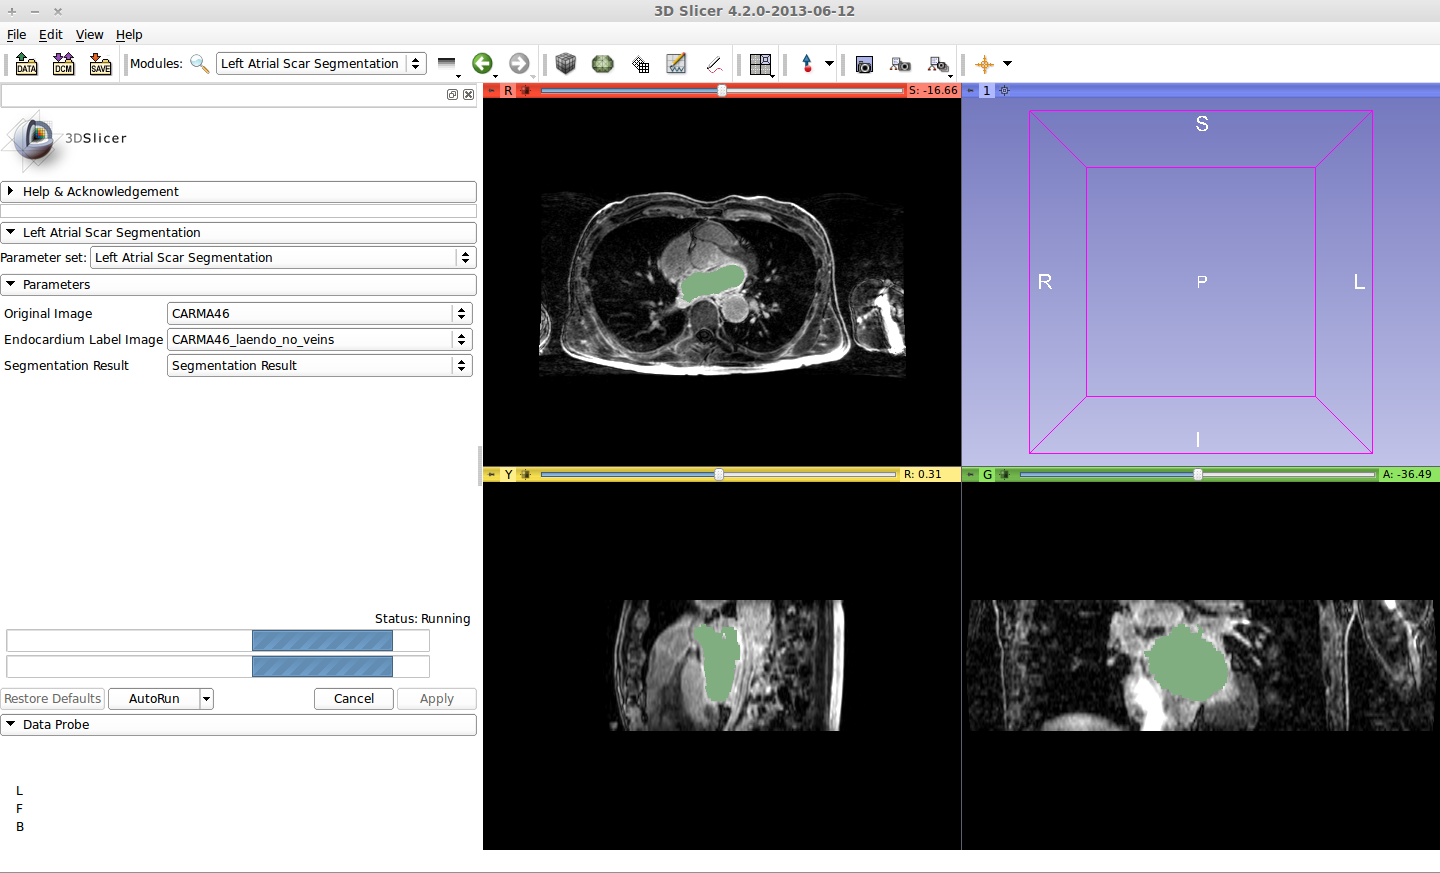 3D Slicer 4.2.0-2013-06-12
File Edit View Help
DATA DCM SAVE Modules: Left Atrial Scar Segmentation
R S: -16.66
1
3DSlicer
Help & Acknowledgement
Left Atrial Scar Segmentation
Parameter set: Left Atrial Scar Segmentation
Parameters
Original Image CARMA46
Endocardium Label Image CARMA46_laendo_no_veins
Segmentation Result Segmentation Result
S
R P L
I
Y R: 0.31
G A: -36.49
Status: Running
Restore Defaults AutoRun Cancel Apply
Data Probe
L
F
B